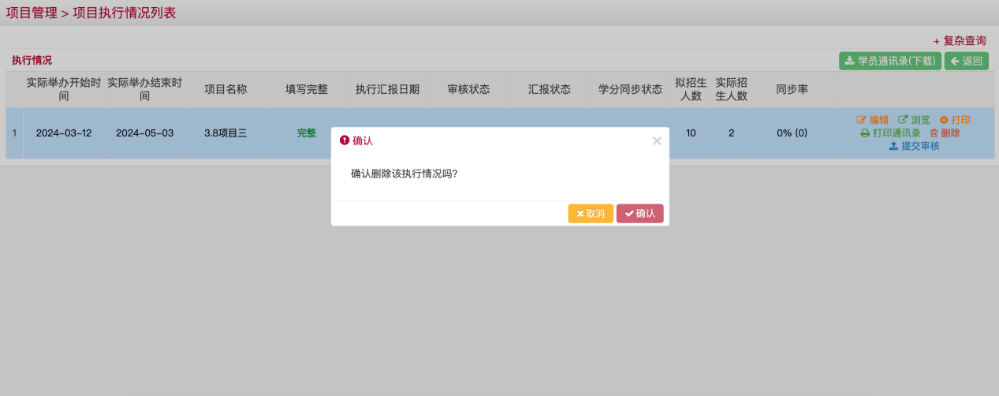 项目管理 > 项目执行情况列表
+ 复杂查询
执行情况
学员通讯录(下载) 返回
实际举办开始时间 实际举办结束时间 项目名称 填写完整 执行汇报日期 审核状态 汇报状态 学分同步状态 拟招生人数 实际招生人数 同步率
1 2024-03-12 2024-05-03 3.8项目三 完整 10 2 0% (0)
编辑 浏览 打印
打印通讯录 删除
提交审核
确认
确认删除该执行情况吗?
取消 确认